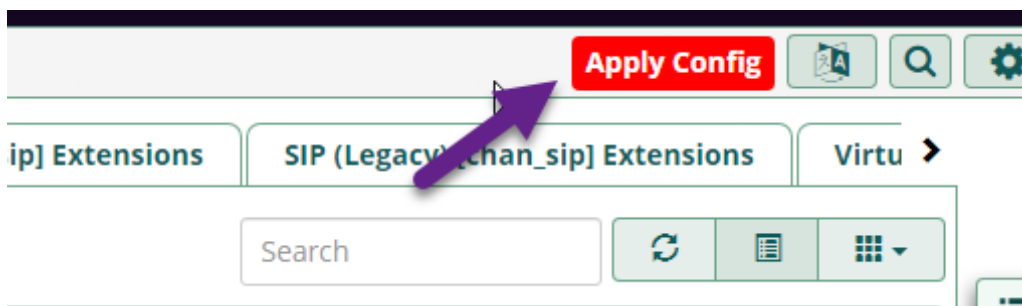 Apply Config
ip] Extensions
SIP (Legacy) [chan_sip] Extensions
Virtu
Search